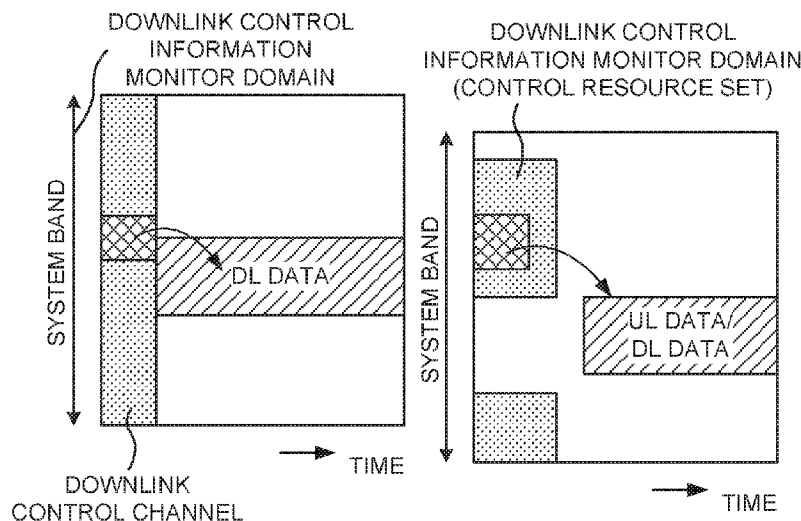 DOWNLINK CONTROL
INFORMATION
MONITOR DOMAIN
SYSTEM BAND
DL DATA
TIME
DOWNLINK
CONTROL CHANNEL
DOWNLINK CONTROL
INFORMATION MONITOR DOMAIN
(CONTROL RESOURCE SET)
SYSTEM BAND
UL DATA/
DL DATA
TIME